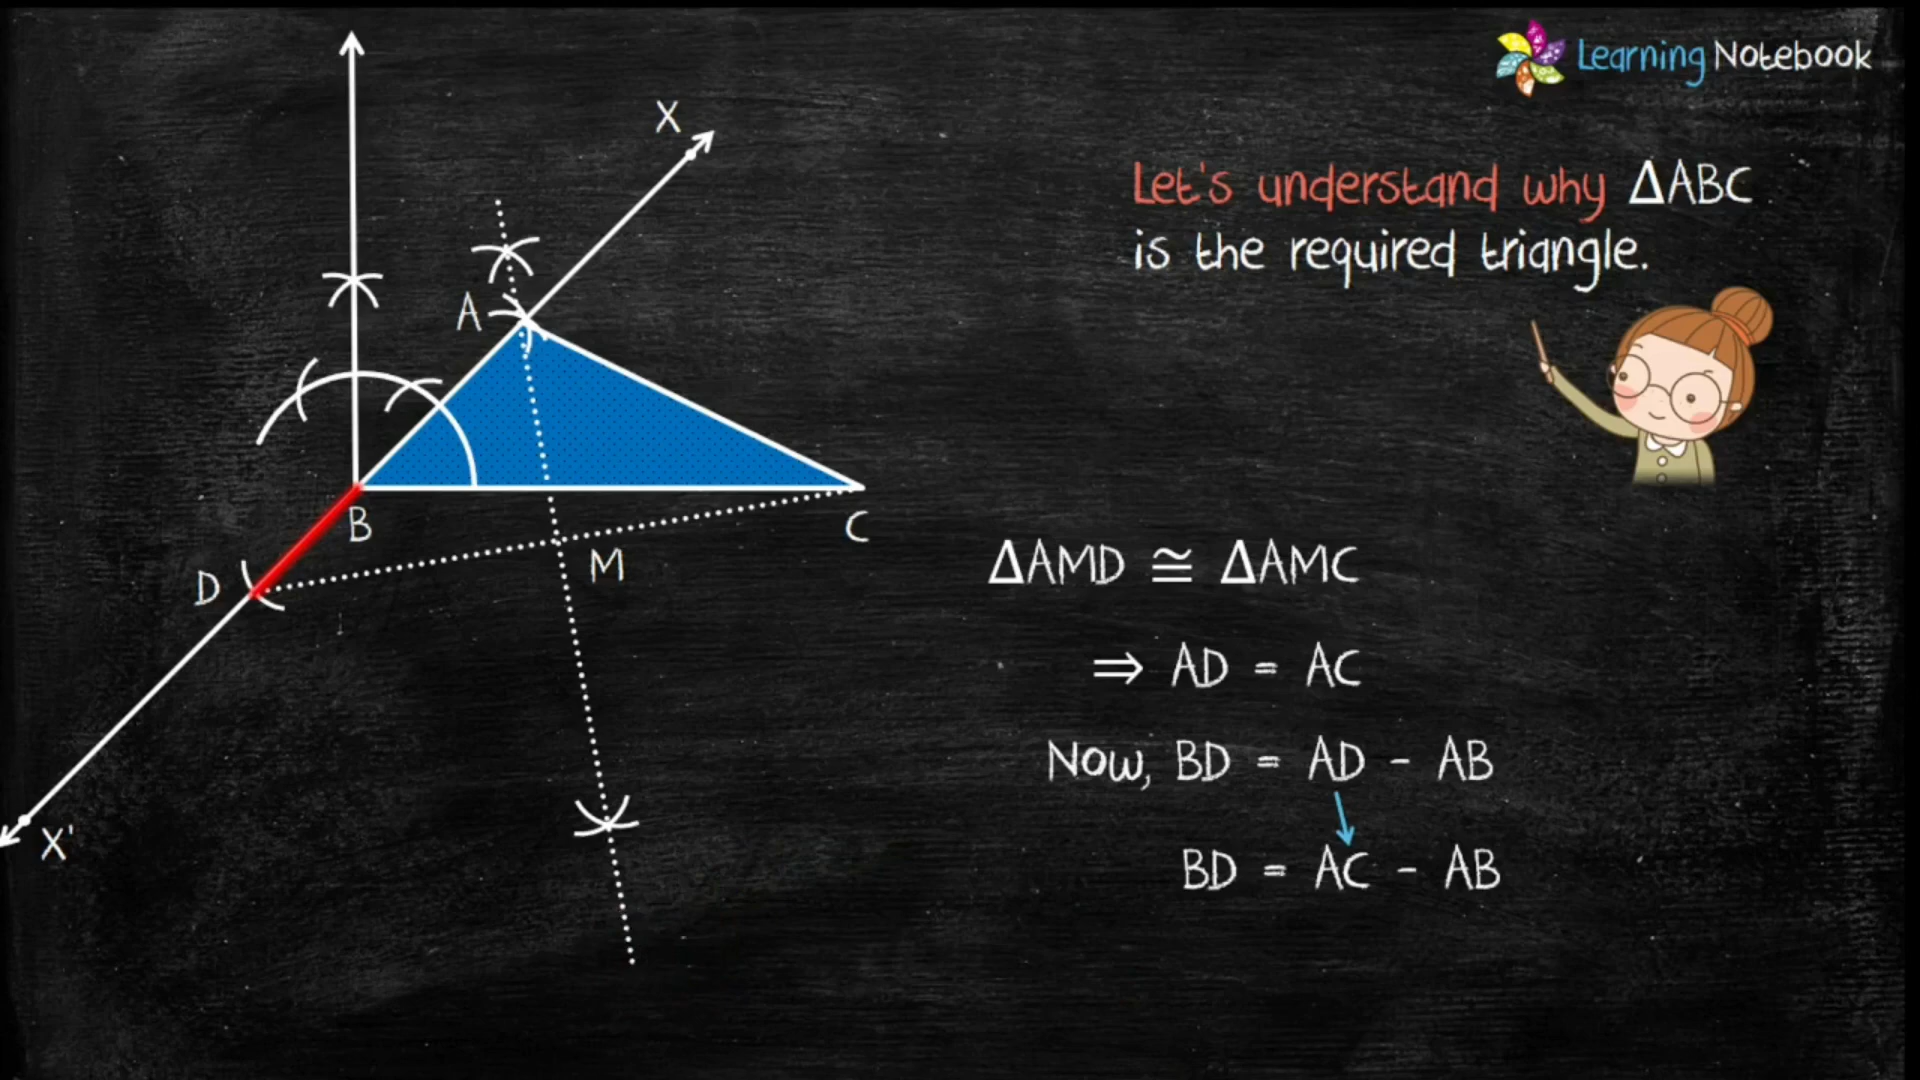 Learning Notebook
X
Let's understand why ΔABC
is the required triangle.
A
B
C
M
D
ΔAMD ≅ ΔAMC
⇒ AD = AC
Now, BD = AD - AB
X'
BD = AC - AB